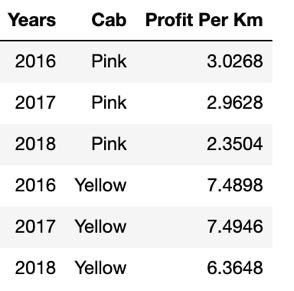 Years Cab Profit Per Km
2016 Pink 3.0268
2017 Pink 2.9628
2018 Pink 2.3504
2016 Yellow 7.4898
2017 Yellow 7.4946
2018 Yellow 6.3648